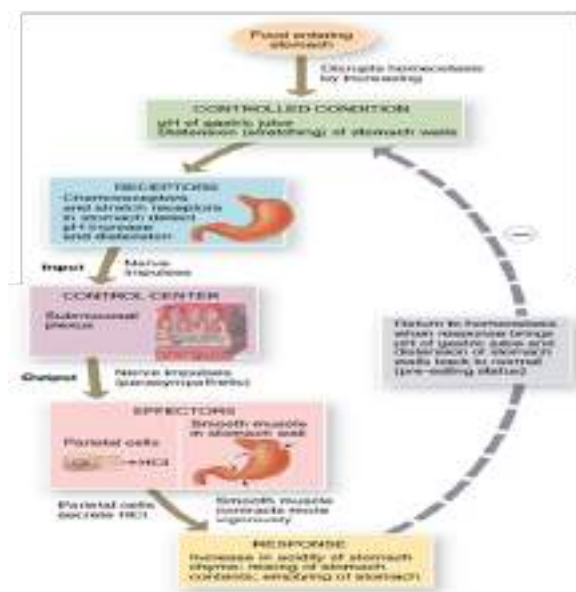 Food entering
stomach
Disrupts homeostasis
by increasing
CONTROLLED CONDITION
pH of gastric juice
Distension (stretching) of stomach walls
RECEPTORS
Chemoreceptors
and stretch receptors
in stomach detect
pH increase
and distension
Input
Nerve
impulses
CONTROL CENTER
Submucosal
plexus
Output
Nerve impulses
(parasympathetic)
EFFECTORS
Parietal cells
HCl
Smooth muscle
in stomach wall
Parietal cells
secrete HCl
Smooth muscle
contracts more
vigorously
RESPONSE
Increase in acidity of stomach
chyme; mixing of stomach
contents; emptying of stomach
Return to homeostasis
when response brings
pH of gastric juice and
distension of stomach
walls back to normal
(pre-eating status)